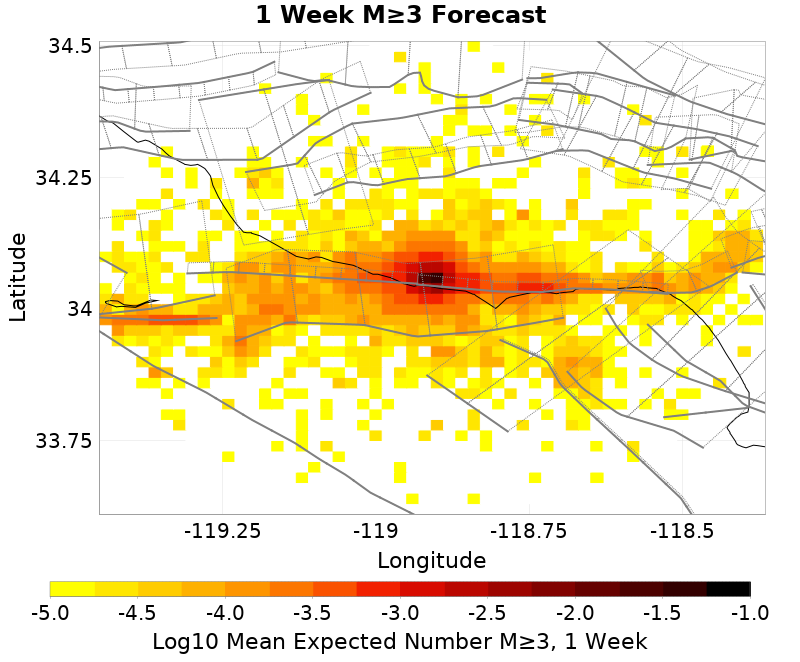 1 Week M≥3 Forecast
34.5
34.25
34
33.75
Latitude
-119.25 -119 -118.75 -118.5
Longitude
-5.0 -4.5 -4.0 -3.5 -3.0 -2.5 -2.0 -1.5 -1.0
Log10 Mean Expected Number M≥3, 1 Week